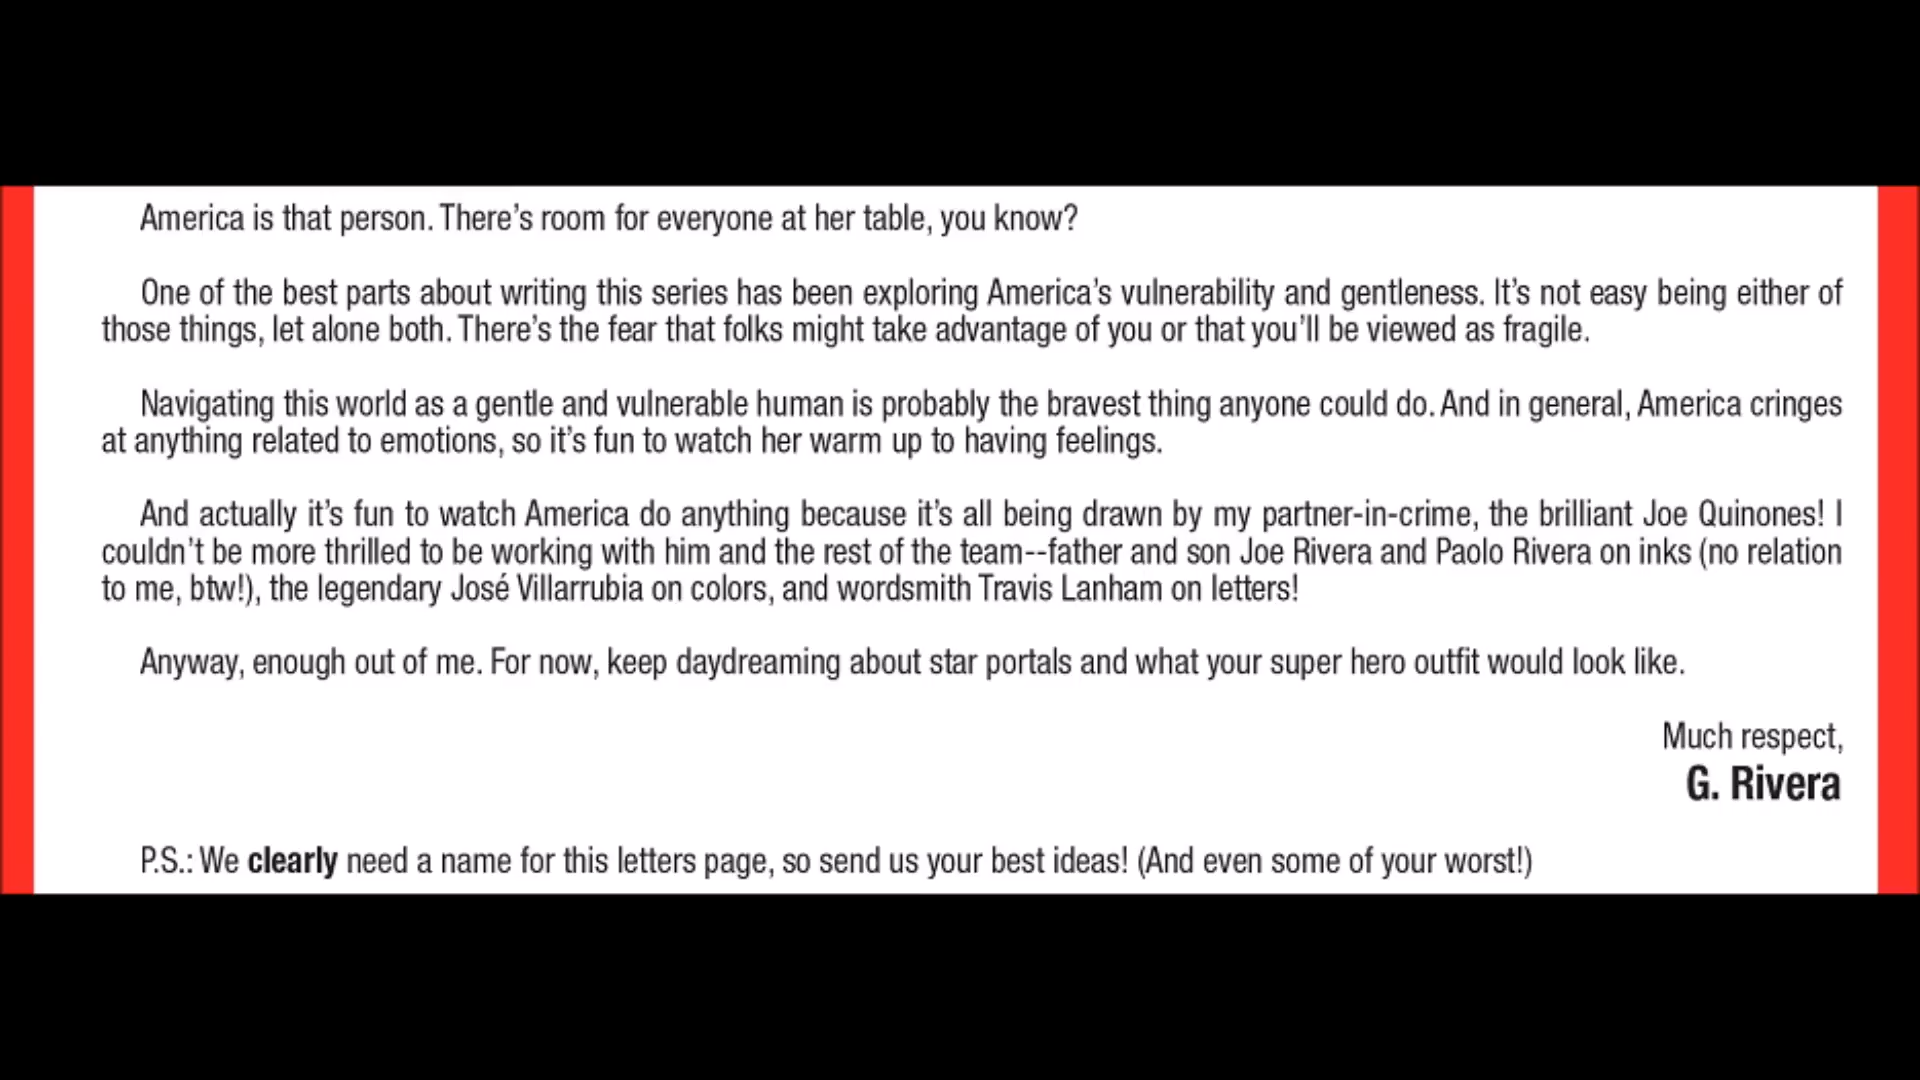 America is that person. There’s room for everyone at her table, you know?
One of the best parts about writing this series has been exploring America’s vulnerability and gentleness. It’s not easy being either of
those things, let alone both. There’s the fear that folks might take advantage of you or that you’ll be viewed as fragile.
Navigating this world as a gentle and vulnerable human is probably the bravest thing anyone could do. And in general, America cringes
at anything related to emotions, so it’s fun to watch her warm up to having feelings.
And actually it’s fun to watch America do anything because it’s all being drawn by my partner-in-crime, the brilliant Joe Quinones! I
couldn’t be more thrilled to be working with him and the rest of the team--father and son Joe Rivera and Paolo Rivera on inks (no relation
to me, btw!), the legendary José Villarrubia on colors, and wordsmith Travis Lanham on letters!
Anyway, enough out of me. For now, keep daydreaming about star portals and what your super hero outfit would look like.
Much respect,
G. Rivera
P.S.: We clearly need a name for this letters page, so send us your best ideas! (And even some of your worst!)